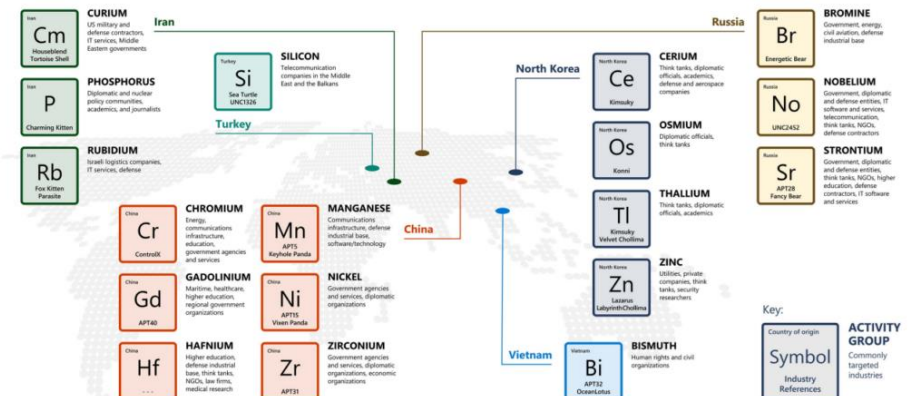 Iran
Cm
Houseblend
Tortoise Shell
CURIUM
US military and
defense contractors,
IT services, Middle
Eastern governments
Iran
P
Charming Kitten
PHOSPHORUS
Diplomatic and nuclear
policy communities,
academics, and journalists
Iran
Rb
Fox Kitten
Parasite
RUBIDIUM
Israeli logistics companies,
IT services, defense
Iran
Turkey
Si
Sea Turtle
UNC1326
SILICON
Telecommunication
companies in the Middle
East and the Balkans
Turkey
China
Cr
ControlX
CHROMIUM
Energy,
communications
infrastructure,
education,
government agencies
and services
China
Gd
APT40
GADOLINIUM
Maritime, healthcare,
higher education,
regional government
organizations
China
Hf
---
HAFNIUM
Higher education,
defense industrial
base, think tanks,
NGOs, law firms,
medical research
China
Mn
APT5
Keyhole Panda
MANGANESE
Communications
infrastructure, defense
industrial base,
software/technology
China
Ni
APT15
Vixen Panda
NICKEL
Government agencies
and services, diplomatic
organizations
China
Zr
APT31
ZIRCONIUM
Government agencies
and services, diplomatic
organizations, economic
organizations
China
North Korea
North Korea
Ce
Kimsuky
CERIUM
Think tanks, diplomatic
officials, academics,
defense and aerospace
companies
North Korea
Os
Konni
OSMIUM
Diplomatic officials,
think tanks
North Korea
Tl
Kimsuky
Velvet Chollima
THALLIUM
Think tanks, diplomatic
officials, academics
North Korea
Zn
Lazarus
LabyrinthChollima
ZINC
Utilities, private
companies, think
tanks, security
researchers
Vietnam
Vietnam
Bi
APT32
OceanLotus
BISMUTH
Human rights and civil
organizations
Russia
Russia
Br
Energetic Bear
BROMINE
Government, energy,
civil aviation, defense
industrial base
Russia
No
UNC2452
NOBELIUM
Government, diplomatic
and defense entities, IT
software and services,
telecommunication,
think tanks, NGOs,
defense contractors
Russia
Sr
APT28
Fancy Bear
STRONTIUM
Government, diplomatic
and defense entities,
think tanks, NGOs, higher
education, defense
contractors, IT software
and services
Key:
Country of origin
Symbol
Industry
References
ACTIVITY
GROUP
Commonly
targeted
industries